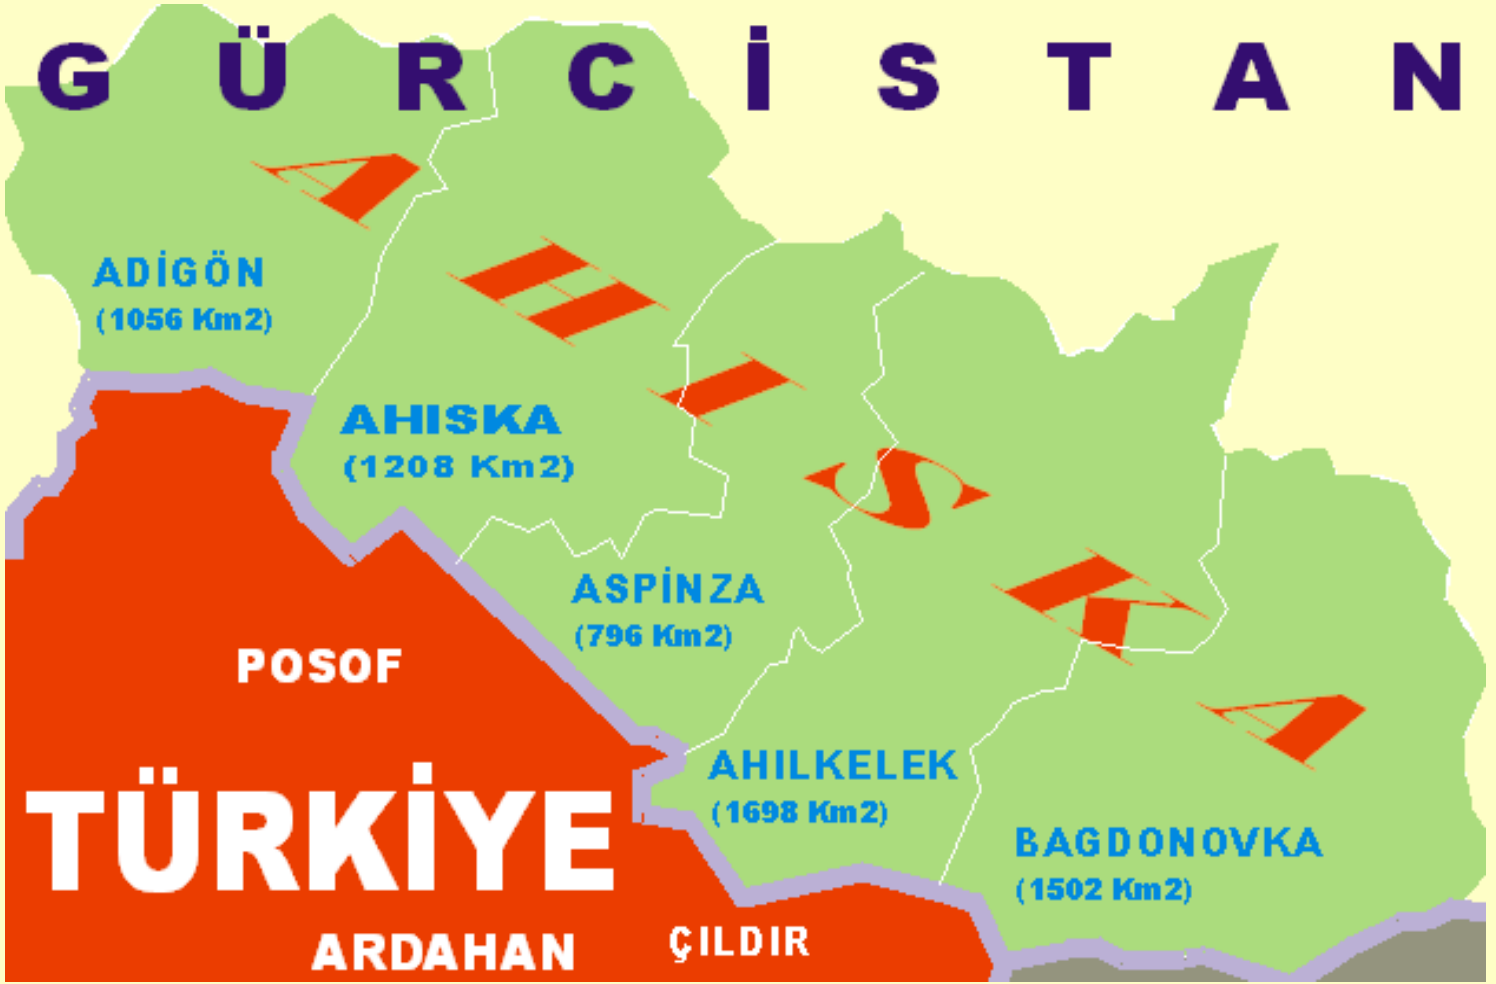 GÜRCİSTAN
AHISKA
ADİGÖN
(1056 Km2)
AHISKA
(1208 Km2)
ASPİNZA
(796 Km2)
POSOF
AHILKELEK
(1698 Km2)
TÜRKİYE
BAGDONOVKA
(1502 Km2)
ARDAHAN
ÇILDIR